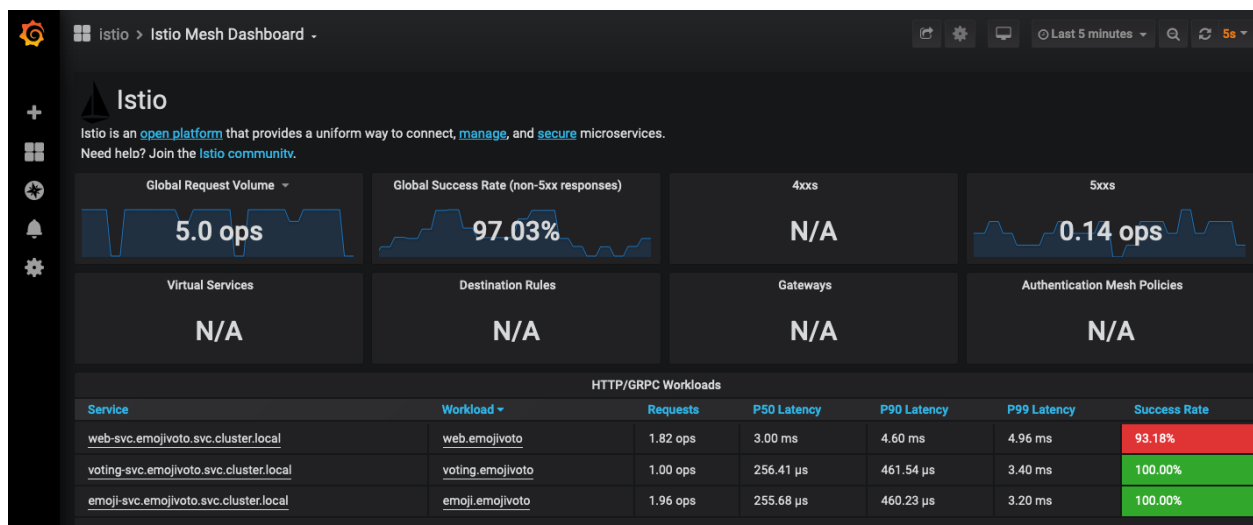 istio > Istio Mesh Dashboard
Last 5 minutes
5s
Istio
Istio is an open platform that provides a uniform way to connect, manage, and secure microservices.
Need help? Join the Istio community.
Global Request Volume
Global Success Rate (non-5xx responses)
4xxs
5xxs
5.0 ops
97.03%
N/A
0.14 ops
Virtual Services
Destination Rules
Gateways
Authentication Mesh Policies
N/A
N/A
N/A
N/A
HTTP/GRPC Workloads
Service Workload Requests P50 Latency P90 Latency P99 Latency Success Rate
web-svc.emojivoto.svc.cluster.local web.emojivoto 1.82 ops 3.00 ms 4.60 ms 4.96 ms 93.18%
voting-svc.emojivoto.svc.cluster.local voting.emojivoto 1.00 ops 256.41 µs 461.54 µs 3.40 ms 100.00%
emoji-svc.emojivoto.svc.cluster.local emoji.emojivoto 1.96 ops 255.68 µs 460.23 µs 3.20 ms 100.00%